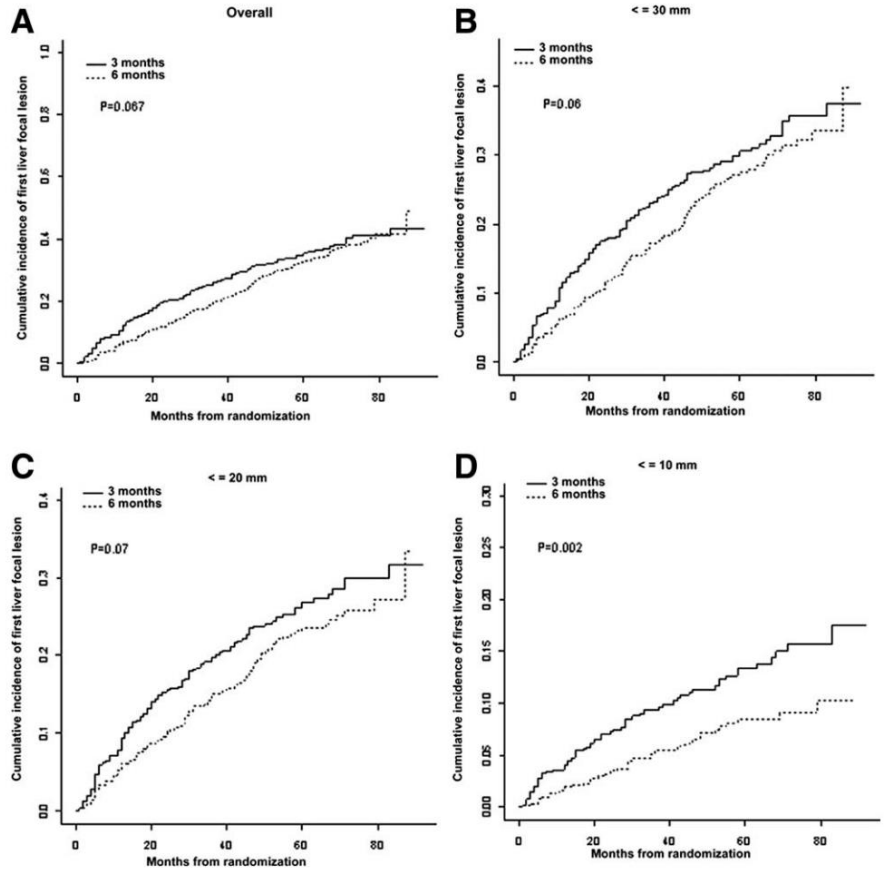 A
Overall
3 months
6 months
P=0.067
Cumulative incidence of first liver focal lesion
0.0
0.2
0.4
0.6
0.8
1.0
0
20
40
60
80
Months from randomization
B
< = 30 mm
3 months
6 months
P=0.06
Cumulative incidence of first liver focal lesion
0.0
0.1
0.2
0.3
0.4
0
20
40
60
80
Months from randomization
C
< = 20 mm
3 months
6 months
P=0.07
Cumulative incidence of first liver focal lesion
0.0
0.1
0.2
0.3
0.4
0
20
40
60
80
Months from randomization
D
< = 10 mm
3 months
6 months
P=0.002
Cumulative incidence of first liver focal lesion
0.00
0.05
0.10
0.15
0.20
0.25
0.30
0
20
40
60
80
Months from randomization